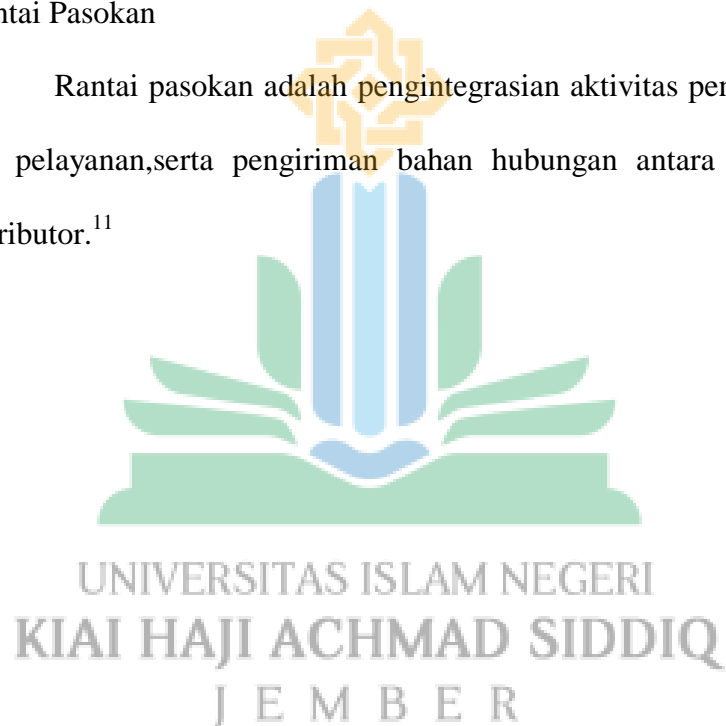 ntai Pasokan
Rantai pasokan adalah pengintegrasian aktivitas pen
pelayanan,serta pengiriman bahan hubungan antara
ributor.11
UNIVERSITAS ISLAM NEGERI
KIAI HAJI ACHMAD SIDDIQ
JEMBER